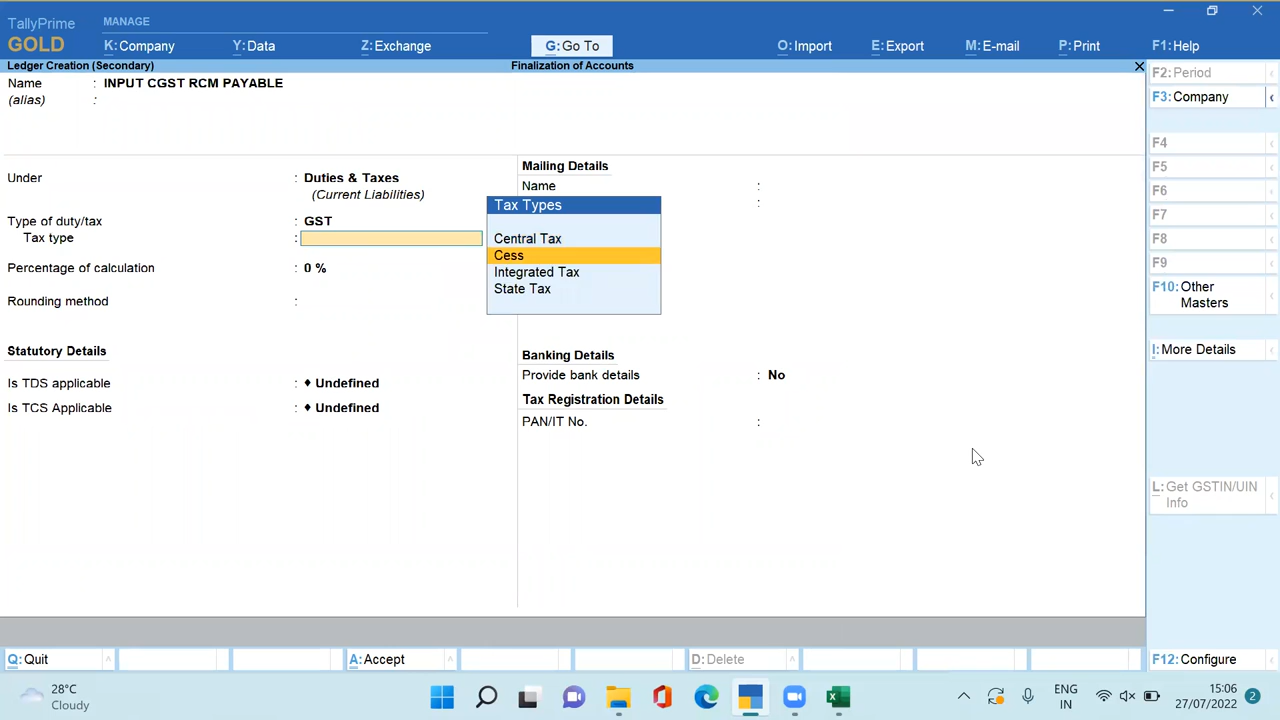 TallyPrime
MANAGE
GOLD
K:Company
Y:Data
Z:Exchange
G:Go To
O:Import
E:Export
M:E-mail
P:Print
F1:Help
Ledger Creation (Secondary)
Finalization of Accounts
Name : INPUT CGST RCM PAYABLE
(alias) :
F2: Period
F3: Company
F4
F5
F6
F7
F8
F9
F10: Other Masters
I: More Details
L: Get GSTIN/UIN Info
Under : Duties & Taxes
(Current Liabilities)
Type of duty/tax : GST
Tax type :
Percentage of calculation : 0 %
Rounding method :
Statutory Details
Is TDS applicable : ♦ Undefined
Is TCS Applicable : ♦ Undefined
Mailing Details
Name :
:
Tax Types
Central Tax
Cess
Integrated Tax
State Tax
Banking Details
Provide bank details : No
Tax Registration Details
PAN/IT No. :
Q: Quit
A: Accept
D: Delete
F12: Configure
28°C
Cloudy
ENG
IN
15:06
27/07/2022
2